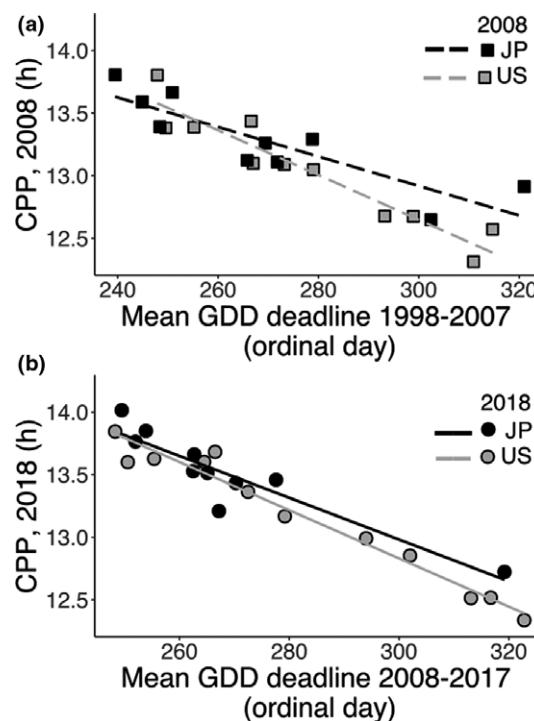 (a)
2008
JP
US
CPP, 2008 (h)
14.0
13.5
13.0
12.5
240
260
280
300
320
Mean GDD deadline 1998-2007
(ordinal day)
(b)
2018
JP
US
CPP, 2018 (h)
14.0
13.5
13.0
12.5
260
280
300
320
Mean GDD deadline 2008-2017
(ordinal day)